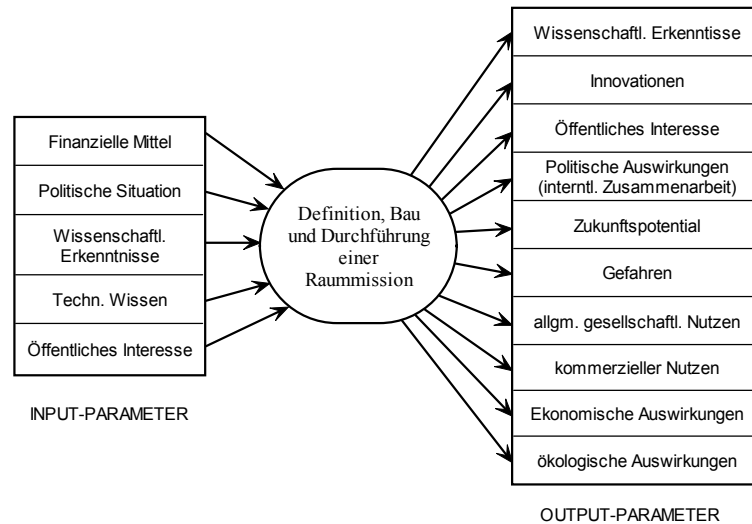 Finanzielle Mittel
Politische Situation
Wissenschaftl.
Erkenntnisse
Techn. Wissen
Öffentliches Interesse
INPUT-PARAMETER
Definition, Bau
und Durchführung
einer
Raummission
Wissenschaftl. Erkenntisse
Innovationen
Öffentliches Interesse
Politische Auswirkungen
(interntl. Zusammenarbeit)
Zukunftspotential
Gefahren
allgm. gesellschaftl. Nutzen
kommerzieller Nutzen
Ekonomische Auswirkungen
ökologische Auswirkungen
OUTPUT-PARAMETER